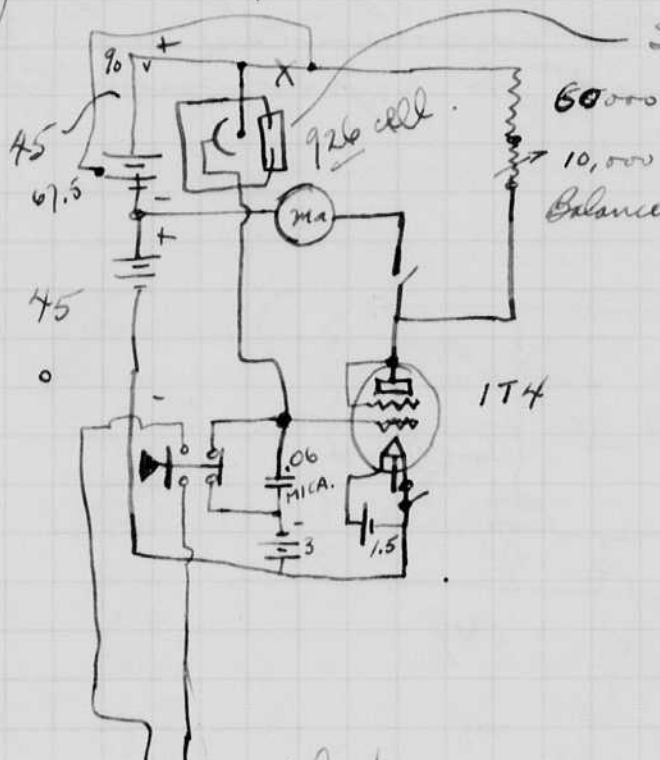 90 v +
X
45
67.5
926 cell.
60000
10,000
Balance
-
ma
+
45
1T4
-
.06
MICA.
-
3
1.5